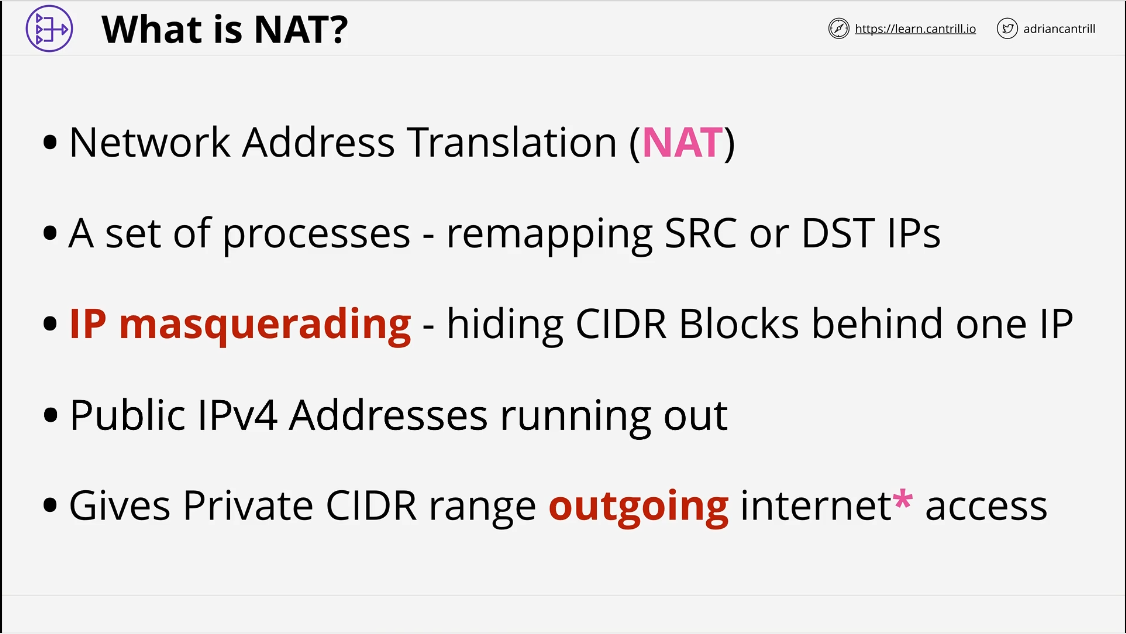 What is NAT?
https://learn.cantrill.io
adriancantrill
• Network Address Translation (NAT)
• A set of processes - remapping SRC or DST IPs
• IP masquerading - hiding CIDR Blocks behind one IP
• Public IPv4 Addresses running out
• Gives Private CIDR range outgoing internet* access